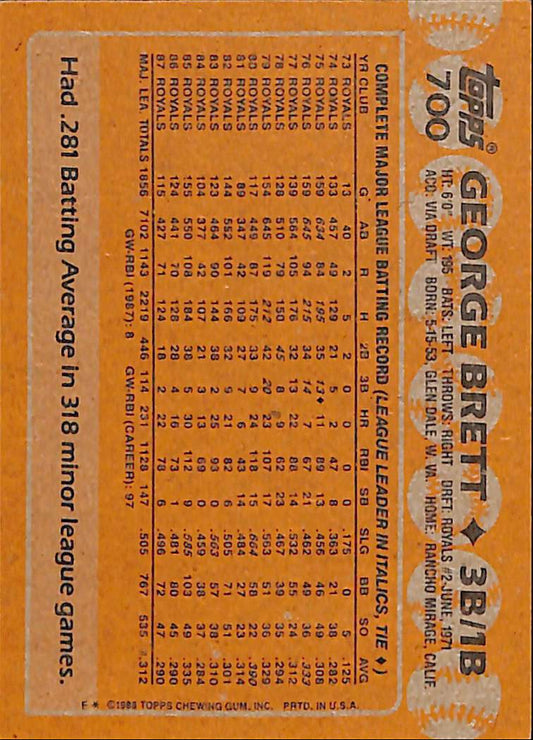 Topps®
700
GEORGE BRETT ♦ 3B/1B
HT: 6'0" WT: 195 BATS: LEFT THROWS: RIGHT DRFT: ROYALS #2-JUNE, 1971
ACQ: VIA DRAFT BORN: 5-15-53, GLEN DALE, W. VA. HOME: RANCHO MIRAGE, CALIF.
COMPLETE MAJOR LEAGUE BATTING RECORD (LEAGUE LEADER IN ITALICS, TIE ♦)
YR CLUB G AB R H 2B 3B HR RBI SB SLG BB SO AVG
73 ROYALS 13 40 2 5 2 0 0 0 0 .175 0 5 .125
74 ROYALS 133 457 49 129 21 5 2 47 8 .363 21 38 .282
75 ROYALS 159 634 84 195 35 13♦ 11 89 13 .456 46 49 .308
76 ROYALS 159 645 94 215 34 14 7 67 21 .462 49 36 .333
77 ROYALS 139 564 105 176 32 13 22 88 14 .532 55 24 .312
78 ROYALS 128 510 79 150 45 8 9 62 23 .467 39 35 .294
79 ROYALS 154 645 119 212 42 20 23 107 17 .563 51 36 .329
80 ROYALS 117 449 87 175 33 9 24 118 15 .664 58 22 .390
81 ROYALS 89 347 42 109 27 7 6 43 14 .484 27 23 .314
82 ROYALS 144 552 101 166 32 9 21 82 6 .505 71 51 .301
83 ROYALS 123 464 90 144 38 2 25 93 0 .563 57 38 .310
84 ROYALS 104 377 42 107 21 3 13 69 0 .459 38 37 .284
85 ROYALS 155 550 108 184 38 5 30 112 9 .585 103 49 .335
86 ROYALS 124 441 70 128 28 4 16 73 1 .481 80 45 .290
87 ROYALS 115 427 71 124 18 2 22 78 6 .496 72 47 .290
MAJ. LEA TOTALS 1856 7102 1143 2219 446 114 231 1128 147 .505 767 535 .312
GW-RBI (1987): 8 GW-RBI (CAREER): 97
F * ©1988 TOPPS CHEWING GUM, INC. PRTD. IN U.S.A.
Had .281 Batting Average in 318 minor league games.